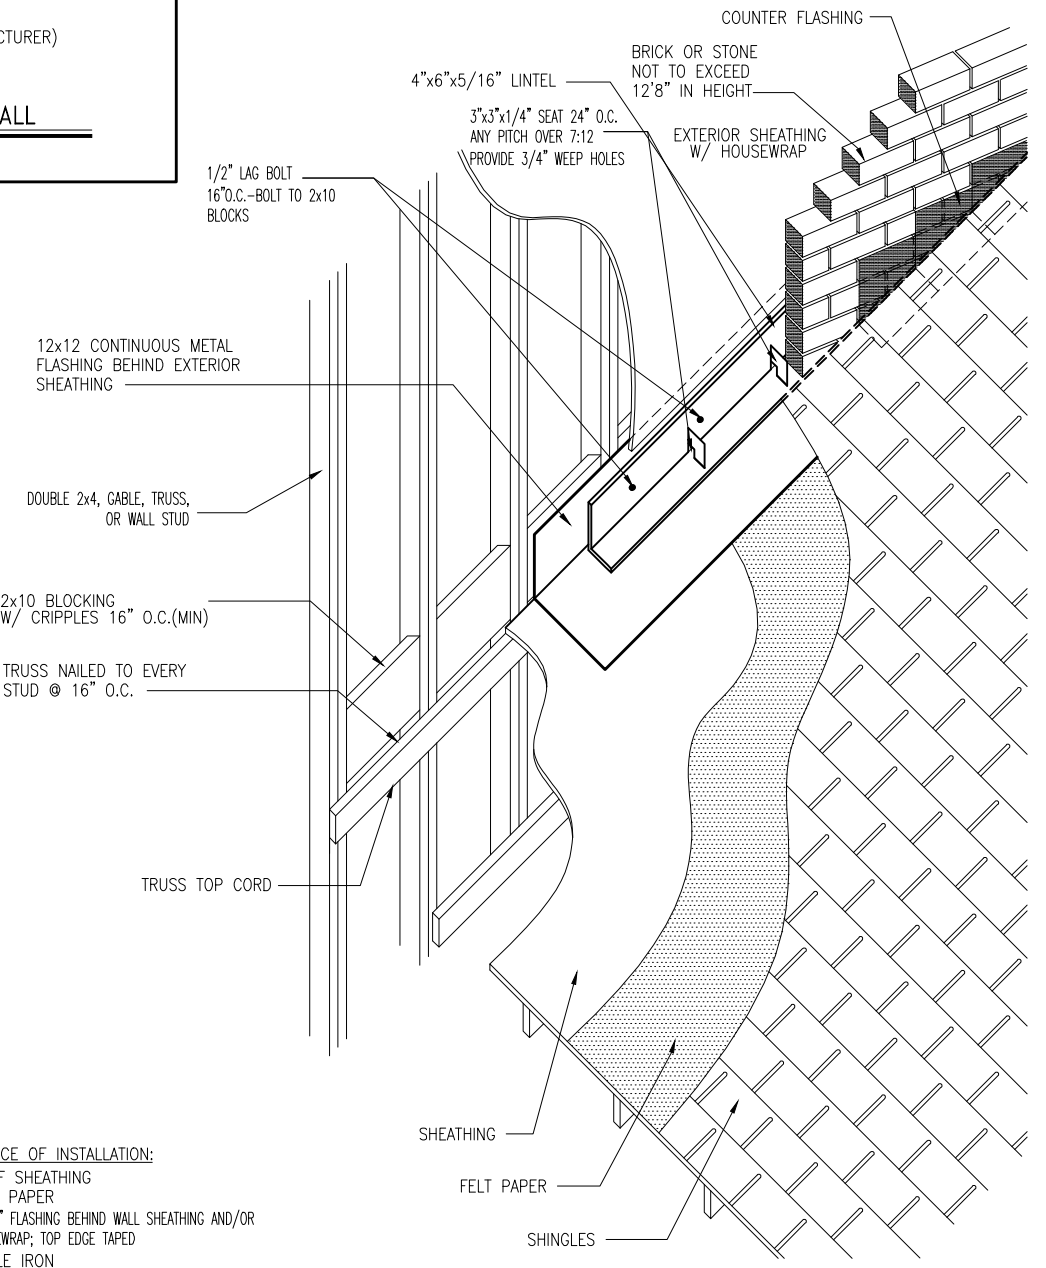 COUNTER FLASHING
CTURER)
BRICK OR STONE
NOT TO EXCEED
12'8" IN HEIGHT
4"x6"x5/16" LINTEL
ALL
3"x3"x1/4" SEAT 24" O.C.
ANY PITCH OVER 7:12
PROVIDE 3/4" WEEP HOLES
EXTERIOR SHEATHING
W/ HOUSEWRAP
1/2" LAG BOLT
16"O.C.-BOLT TO 2x10
BLOCKS
12x12 CONTINUOUS METAL
FLASHING BEHIND EXTERIOR
SHEATHING
DOUBLE 2x4, GABLE, TRUSS,
OR WALL STUD
2x10 BLOCKING
W/ CRIPPLES 16" O.C.(MIN)
TRUSS NAILED TO EVERY
STUD @ 16" O.C.
TRUSS TOP CORD
SHEATHING
FELT PAPER
SHINGLES
CE OF INSTALLATION:
F SHEATHING
PAPER
" FLASHING BEHIND WALL SHEATHING AND/OR
EWRAP; TOP EDGE TAPED
LE IRON